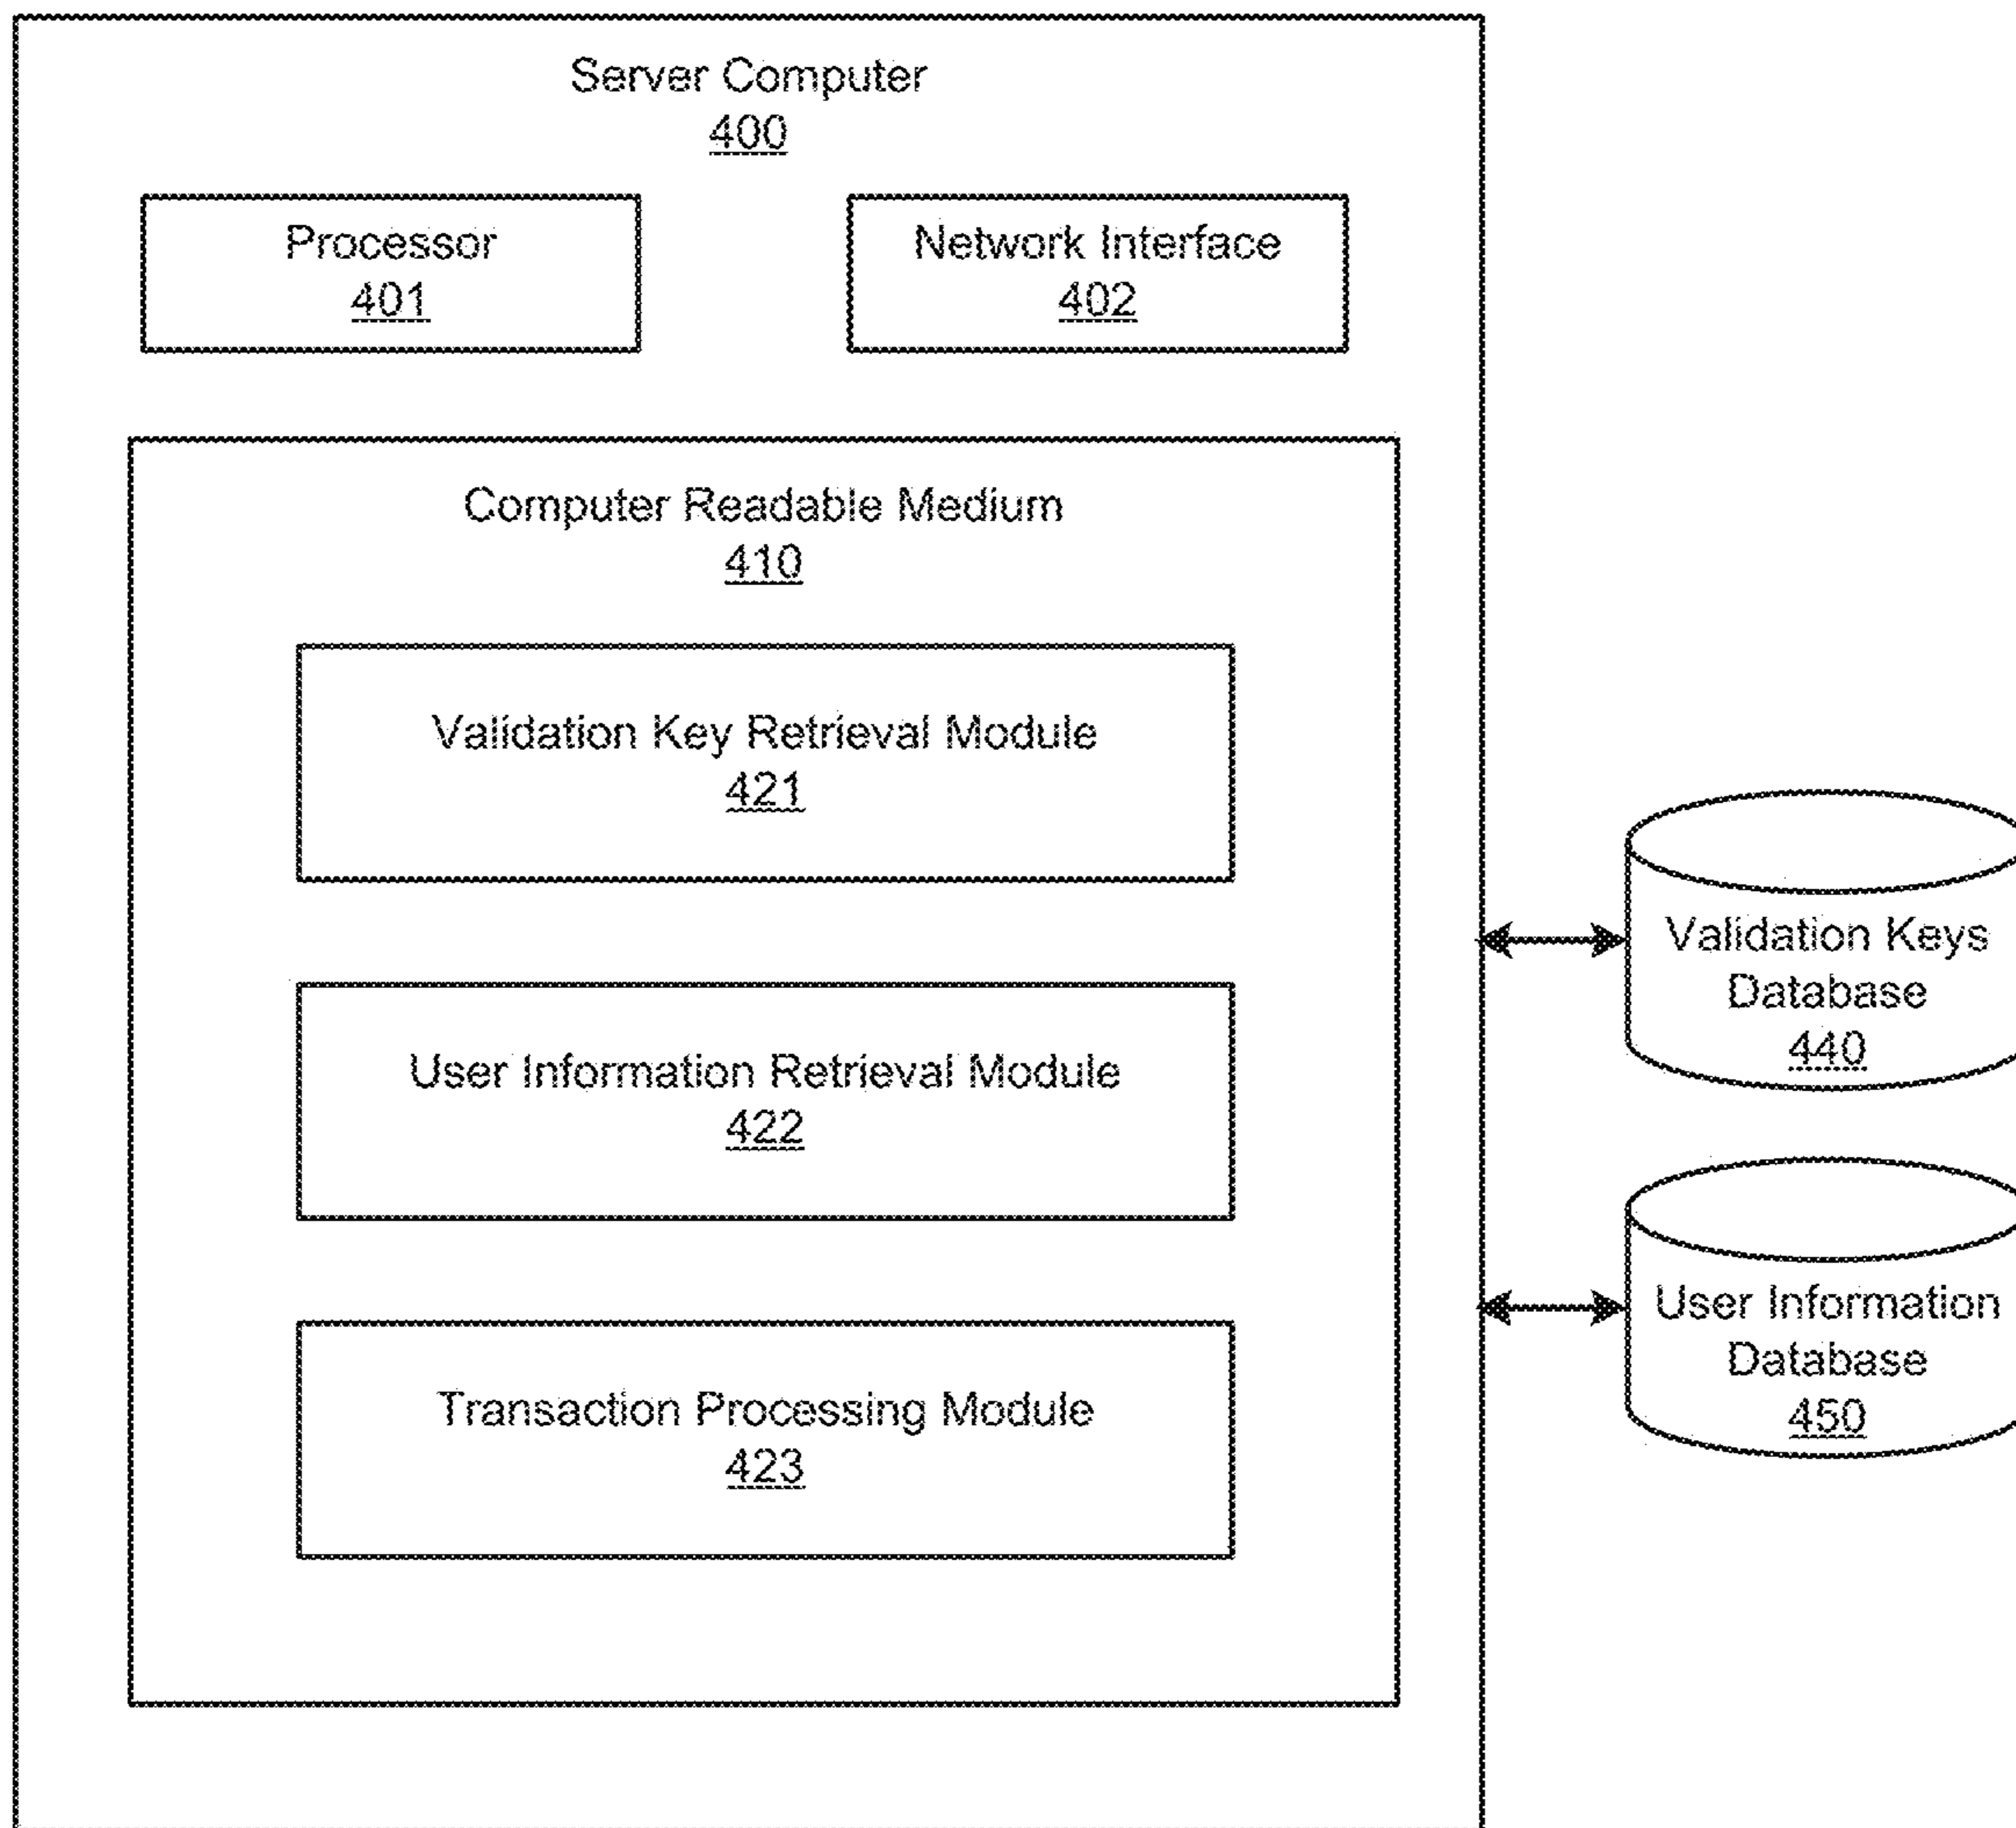 Server Computer
400
Processor
401
Network Interface
402
Computer Readable Medium
410
Validation Key Retrieval Module
421
User Information Retrieval Module
422
Transaction Processing Module
423
Validation Keys
Database
440
User Information
Database
450